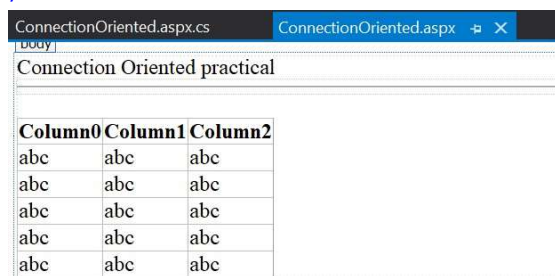 ConnectionOriented.aspx.cs ConnectionOriented.aspx
body
Connection Oriented practical
Column0 Column1 Column2
abc abc abc
abc abc abc
abc abc abc
abc abc abc
abc abc abc